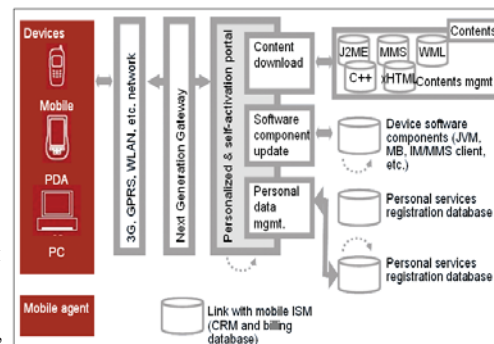 Devices
Mobile
PDA
PC
Mobile agent
3G, GPRS, WLAN, etc. network
Next Generation Gateway
Personalized & self-activation portal
Content
download
Software
component
update
Personal
data
mgmt.
Contents
J2ME
MMS
WML
C++
xHTML
Contents mgmt
Device software
components (JVM,
MB, IM/MMS client,
etc.)
Personal services
registration database
Personal services
registration database
Link with mobile ISM
(CRM and billing
database)